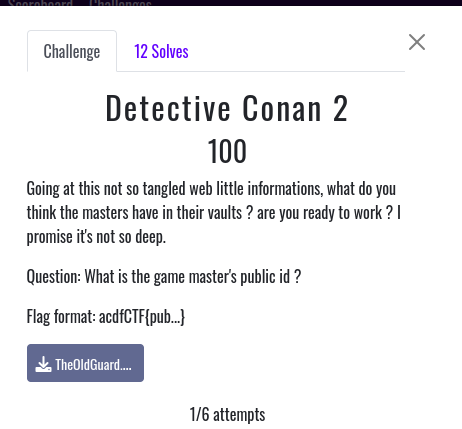 Scoreboard Challenges
Challenge
12 Solves
Detective Conan 2
100
Going at this not so tangled web little informations, what do you
think the masters have in their vaults ? are you ready to work ? I
promise it's not so deep.
Question: What is the game master's public id ?
Flag format: acdfCTF{pub...}
TheOldGuard....
1/6 attempts